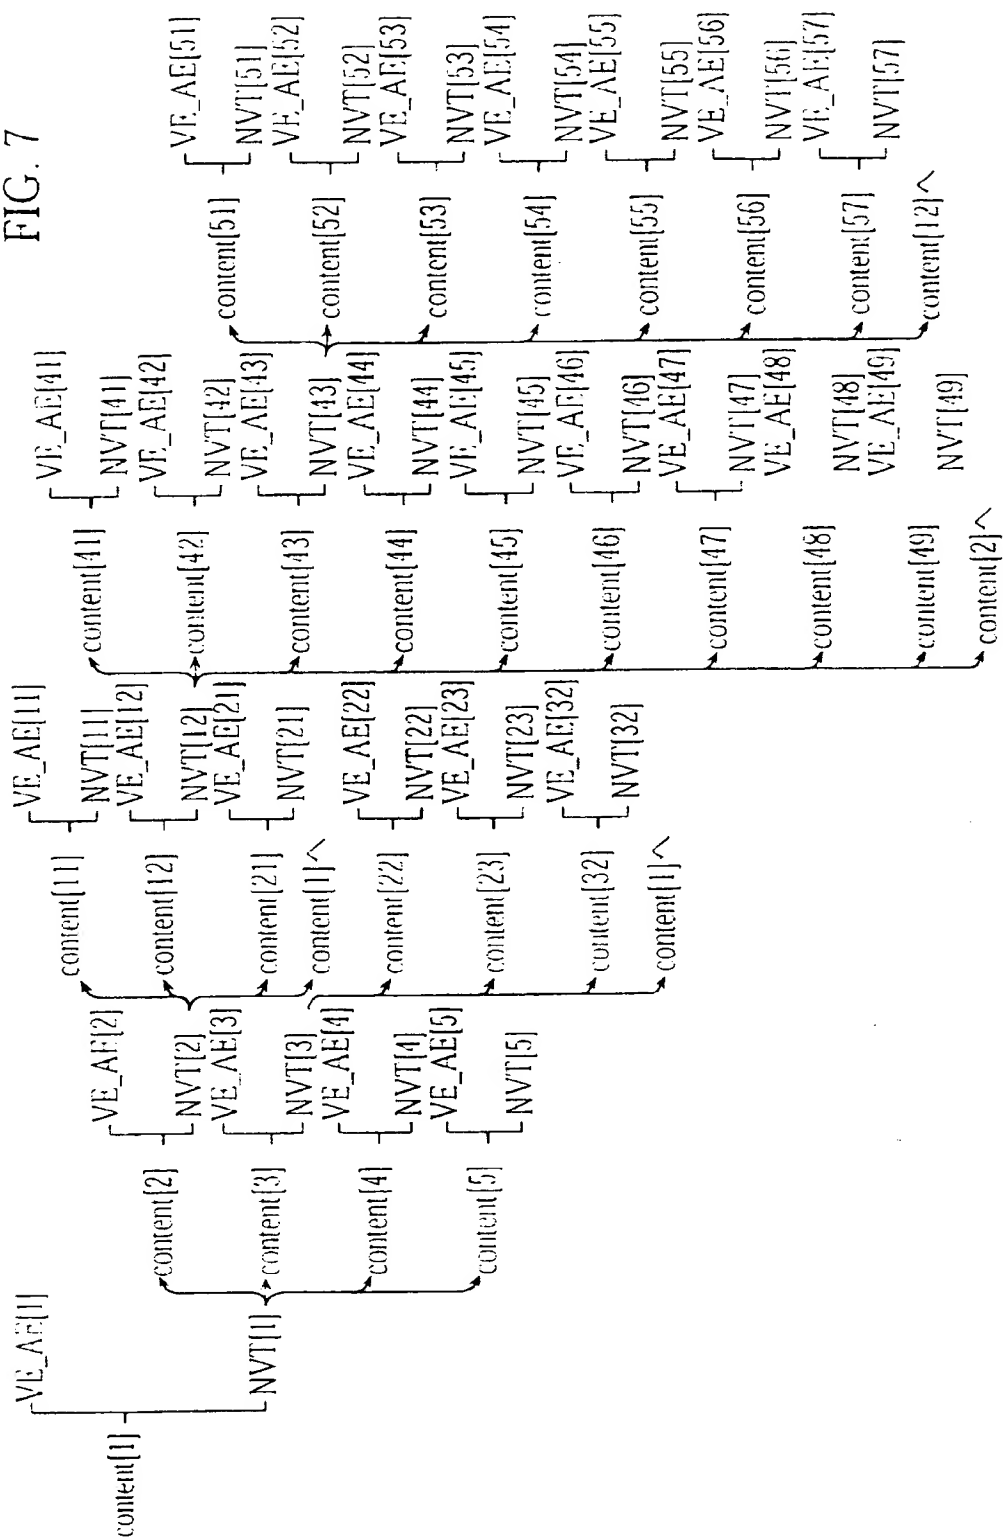 FIG. 7
content[1]
VE_AE[1]
NVT[1]
content[2]
content[3]
content[4]
content[5]
VE_AE[2]
NVT[2]
VE_AE[3]
NVT[3]
VE_AE[4]
NVT[4]
VE_AE[5]
NVT[5]
content[11]
content[12]
content[21]
content[1]^
content[22]
content[23]
content[32]
content[1]^
VE_AE[11]
NVT[11]
VE_AE[12]
NVT[12]
VE_AE[21]
NVT[21]
VE_AE[22]
NVT[22]
VE_AE[23]
NVT[23]
VE_AE[32]
NVT[32]
content[41]
content[42]
content[43]
content[44]
content[45]
content[46]
content[47]
content[48]
content[49]
content[2]^
VE_AE[41]
NVT[41]
VE_AE[42]
NVT[42]
VE_AE[43]
NVT[43]
VE_AE[44]
NVT[44]
VE_AE[45]
NVT[45]
VE_AE[46]
NVT[46]
VE_AE[47]
NVT[47]
VE_AE[48]
NVT[48]
VE_AE[49]
NVT[49]
content[51]
content[52]
content[53]
content[54]
content[55]
content[56]
content[57]
content[12]^
VE_AE[51]
NVT[51]
VE_AE[52]
NVT[52]
VE_AE[53]
NVT[53]
VE_AE[54]
NVT[54]
VE_AE[55]
NVT[55]
VE_AE[56]
NVT[56]
VE_AE[57]
NVT[57]